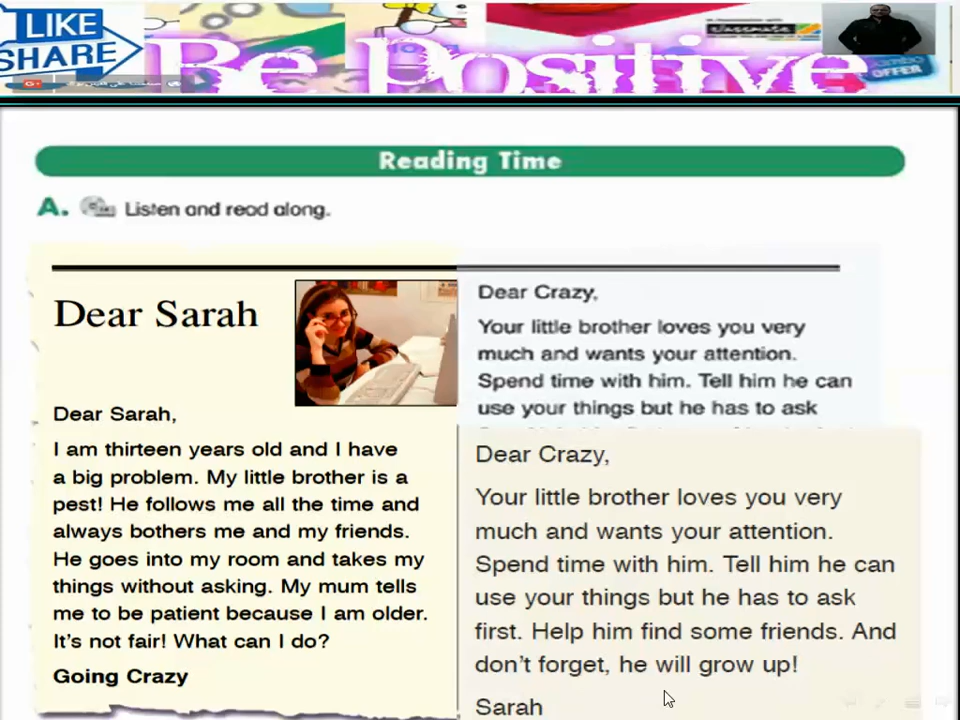 LIKE
SHARE
Be Positive
OFFER
Reading Time
A. Listen and read along.
Dear Sarah
Dear Sarah,
I am thirteen years old and I have
a big problem. My little brother is a
pest! He follows me all the time and
always bothers me and my friends.
He goes into my room and takes my
things without asking. My mum tells
me to be patient because I am older.
It's not fair! What can I do?
Going Crazy
Dear Crazy,
Your little brother loves you very
much and wants your attention.
Spend time with him. Tell him he can
use your things but he has to ask
Dear Crazy,
Your little brother loves you very
much and wants your attention.
Spend time with him. Tell him he can
use your things but he has to ask
first. Help him find some friends. And
don't forget, he will grow up!
Sarah